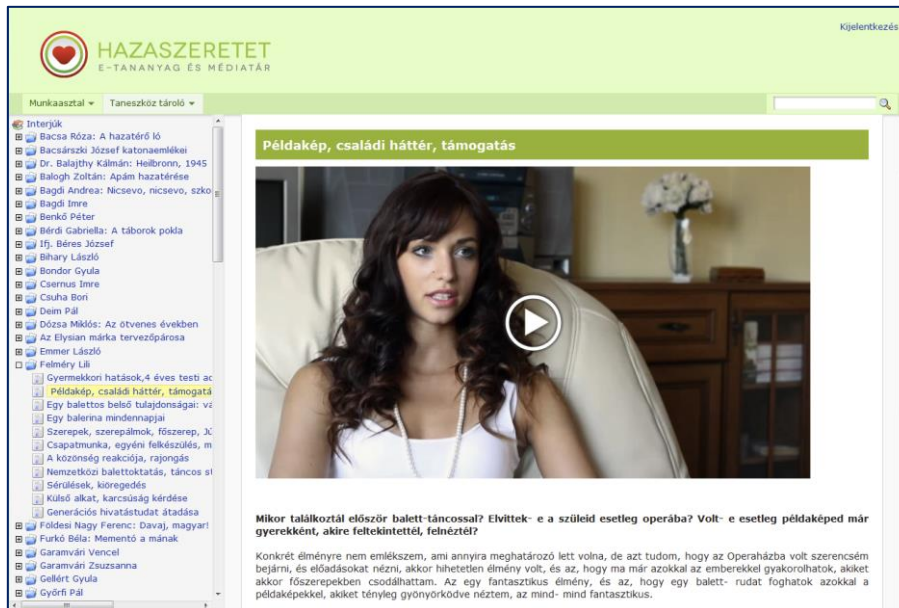 Kijelentkezés
HAZASZERETET
E-TANANYAG ÉS MÉDIATÁR
Munkaasztal
Taneszköz tároló
Interjúk
Bacsa Róza: A hazatérő ló
Bacsárszki József katonaemlékei
Dr. Balajthy Kálmán: Heilbronn, 1945
Balogh Zoltán: Apám hazatérése
Bagdi Andrea: Nicsevo, nicsevo, szko
Bagdi Imre
Benkő Péter
Bérdi Gabriella: A táborok pokla
Ifj. Béres József
Bihary László
Bondor Gyula
Csernus Imre
Csuha Bori
Deim Pál
Dózsa Miklós: Az ötvenes években
Az Elysian márka tervezőpárosa
Emmer László
Felméry Lili
Gyermekkori hatások,4 éves testi ad
Példakép, családi háttér, támogatá
Egy balettos belső tulajdonságai: vá
Egy balerina mindennapjai
Szerepek, szerepálmok, főszerep, Jú
Csapatmunka, egyéni felkészülés, m
A közönség reakciója, rajongás
Nemzetközi balettoktatás, táncos st
Sérülések, kiöregedés
Külső alkat, karcsúság kérdése
Generációs hivatástudat átadása
Földesi Nagy Ferenc: Davaj, magyar!
Furkó Béla: Mementó a mának
Garamvári Vencel
Garamvári Zsuzsanna
Gellért Gyula
Győrfi Pál
Példakép, családi háttér, támogatás
Mikor találkoztál először balett-táncossal? Elvittek- e a szüleid esetleg operába? Volt- e esetleg példaképed már
gyerekként, akire feltekintettél, felnéztél?
Konkrét élményre nem emlékszem, ami annyira meghatározó lett volna, de azt tudom, hogy az Operaházba volt szerencsém
bejárni, és előadásokat nézni, akkor hihetetlen élmény volt, és az, hogy ma már azokkal az emberekkel gyakorolhatok, akiket
akkor főszerepekben csodálhattam. Az egy fantasztikus élmény, és az, hogy egy balett- rudat foghatok azokkal a
példaképekkel, akiket tényleg gyönyörködve néztem, az mind- mind fantasztikus.